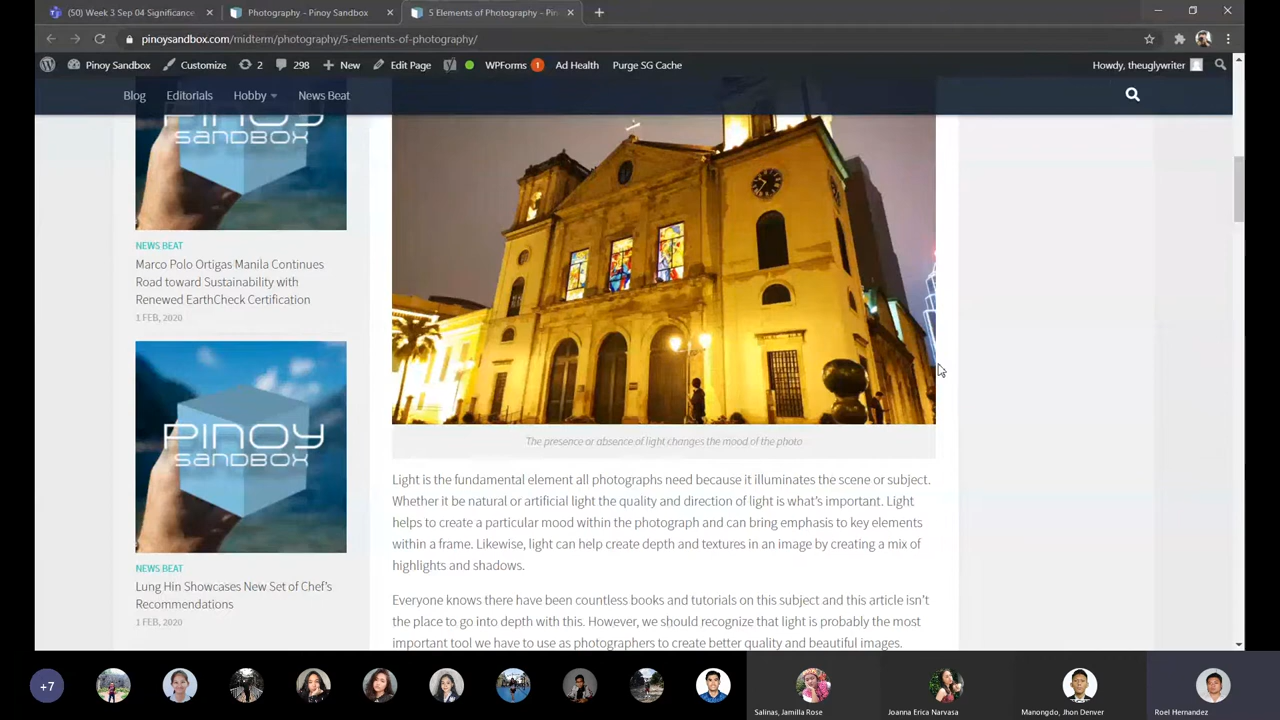 (50) Week 3 Sep 04 Significance
Photography - Pinoy Sandbox
5 Elements of Photography - Pin
pinoysandbox.com/midterm/photography/5-elements-of-photography/
Pinoy Sandbox Customize 2 298 New Edit Page WPForms 1 Ad Health Purge SG Cache Howdy, theuglywriter
Blog Editorials Hobby News Beat
PINOY
SANDBOX
NEWS BEAT
Marco Polo Ortigas Manila Continues
Road toward Sustainability with
Renewed EarthCheck Certification
1 FEB, 2020
PINOY
SANDBOX
NEWS BEAT
Lung Hin Showcases New Set of Chef's
Recommendations
1 FEB, 2020
The presence or absence of light changes the mood of the photo
Light is the fundamental element all photographs need because it illuminates the scene or subject.
Whether it be natural or artificial light the quality and direction of light is what's important. Light
helps to create a particular mood within the photograph and can bring emphasis to key elements
within a frame. Likewise, light can help create depth and textures in an image by creating a mix of
highlights and shadows.
Everyone knows there have been countless books and tutorials on this subject and this article isn't
the place to go into depth with this. However, we should recognize that light is probably the most
important tool we have to use as photographers to create better quality and beautiful images.
+7
Salinas, Jamilla Rose
Joanna Erica Narvasa
Manongdo, Jhon Denver
Roel Hernandez